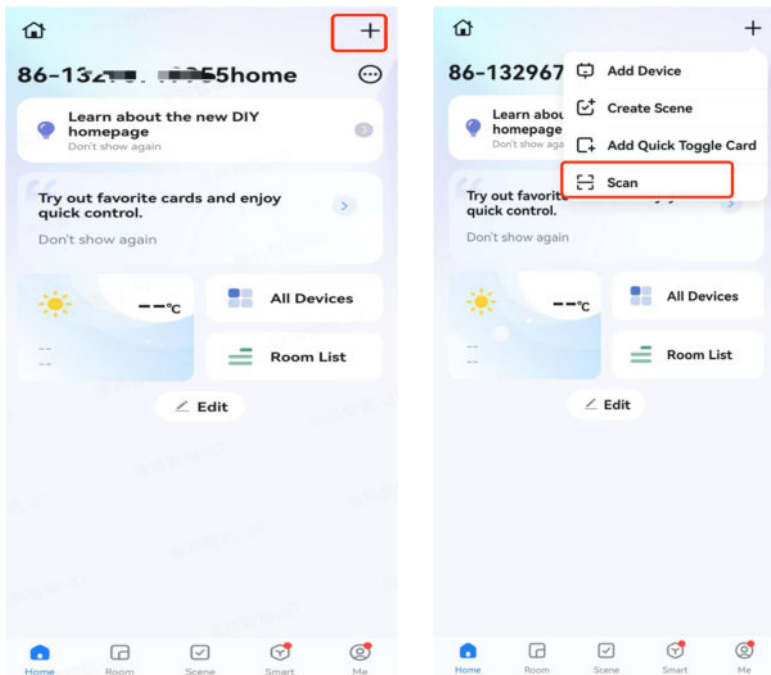 86-13
55home
Learn about the new DIY
homepage
Don't show again
Try out favorite cards and enjoy
quick control.
Don't show again
--°C
All Devices
--
--
Room List
Edit
Home
Room
Scene
Smart
Me
86-132967
Add Device
Create Scene
Add Quick Toggle Card
Scan
Learn abou
homepage
Don't show aga
Try out favorite
quick control.
Don't show again
--°C
All Devices
--
--
Room List
Edit
Home
Room
Scene
Smart
Me